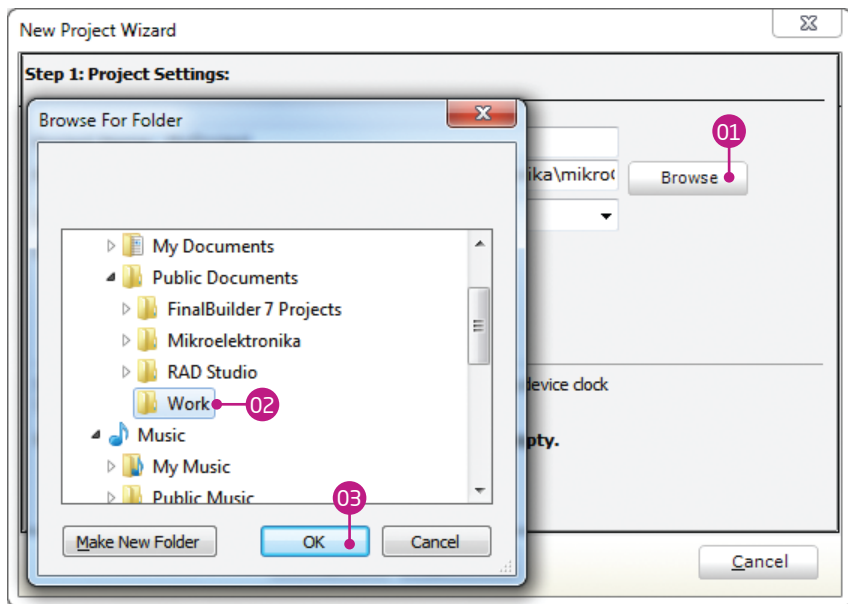 New Project Wizard
Step 1: Project Settings:
Browse For Folder
01
ika\mikro
Browse
My Documents
Public Documents
FinalBuilder 7 Projects
Mikroelektronika
RAD Studio
device clock
Work
02
Music
pty.
My Music
Public Music
03
Make New Folder
OK
Cancel
Cancel